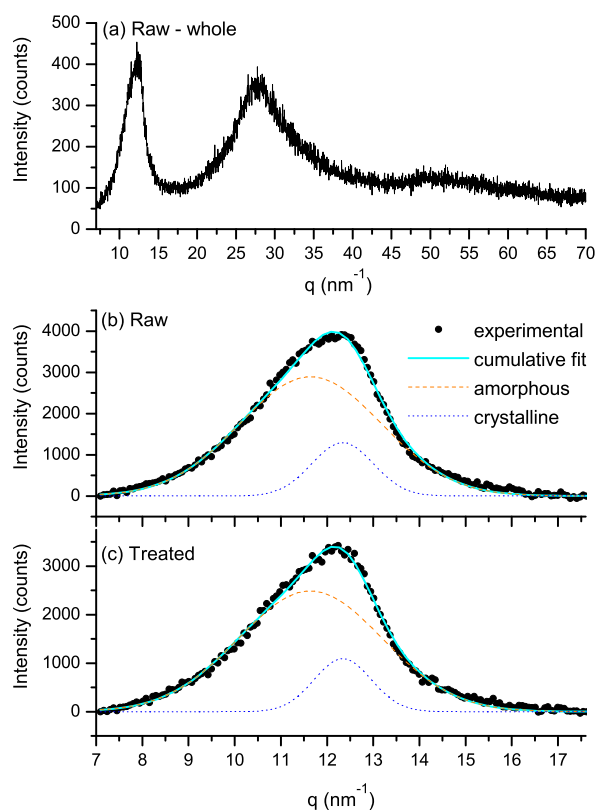 (a) Raw - whole
Intensity (counts)
500
400
300
200
100
0
10 15 20 25 30 35 40 45 50 55 60 65 70
q (nm⁻¹)
(b) Raw
Intensity (counts)
4000
3000
2000
1000
0
experimental
cumulative fit
amorphous
crystalline
(c) Treated
Intensity (counts)
3000
2000
1000
0
7 8 9 10 11 12 13 14 15 16 17
q (nm⁻¹)